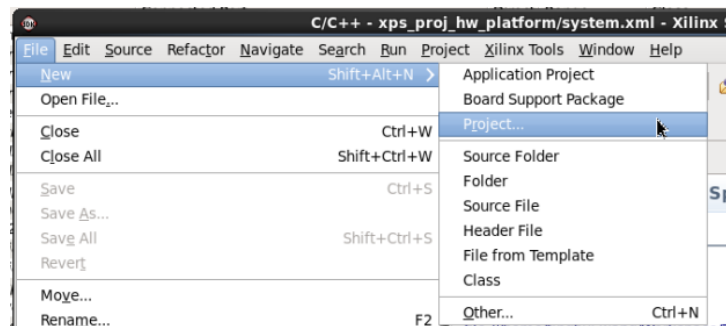 C/C++ - xps_proj_hw_platform/system.xml - Xilinx
File Edit Source Refactor Navigate Search Run Project Xilinx Tools Window Help
New Shift+Alt+N
Open File...
Close Ctrl+W
Close All Shift+Ctrl+W
Save Ctrl+S
Save As...
Save All Shift+Ctrl+S
Revert
Move...
Rename... F2
Application Project
Board Support Package
Project...
Source Folder
Folder
Source File
Header File
File from Template
Class
Other... Ctrl+N
Sp